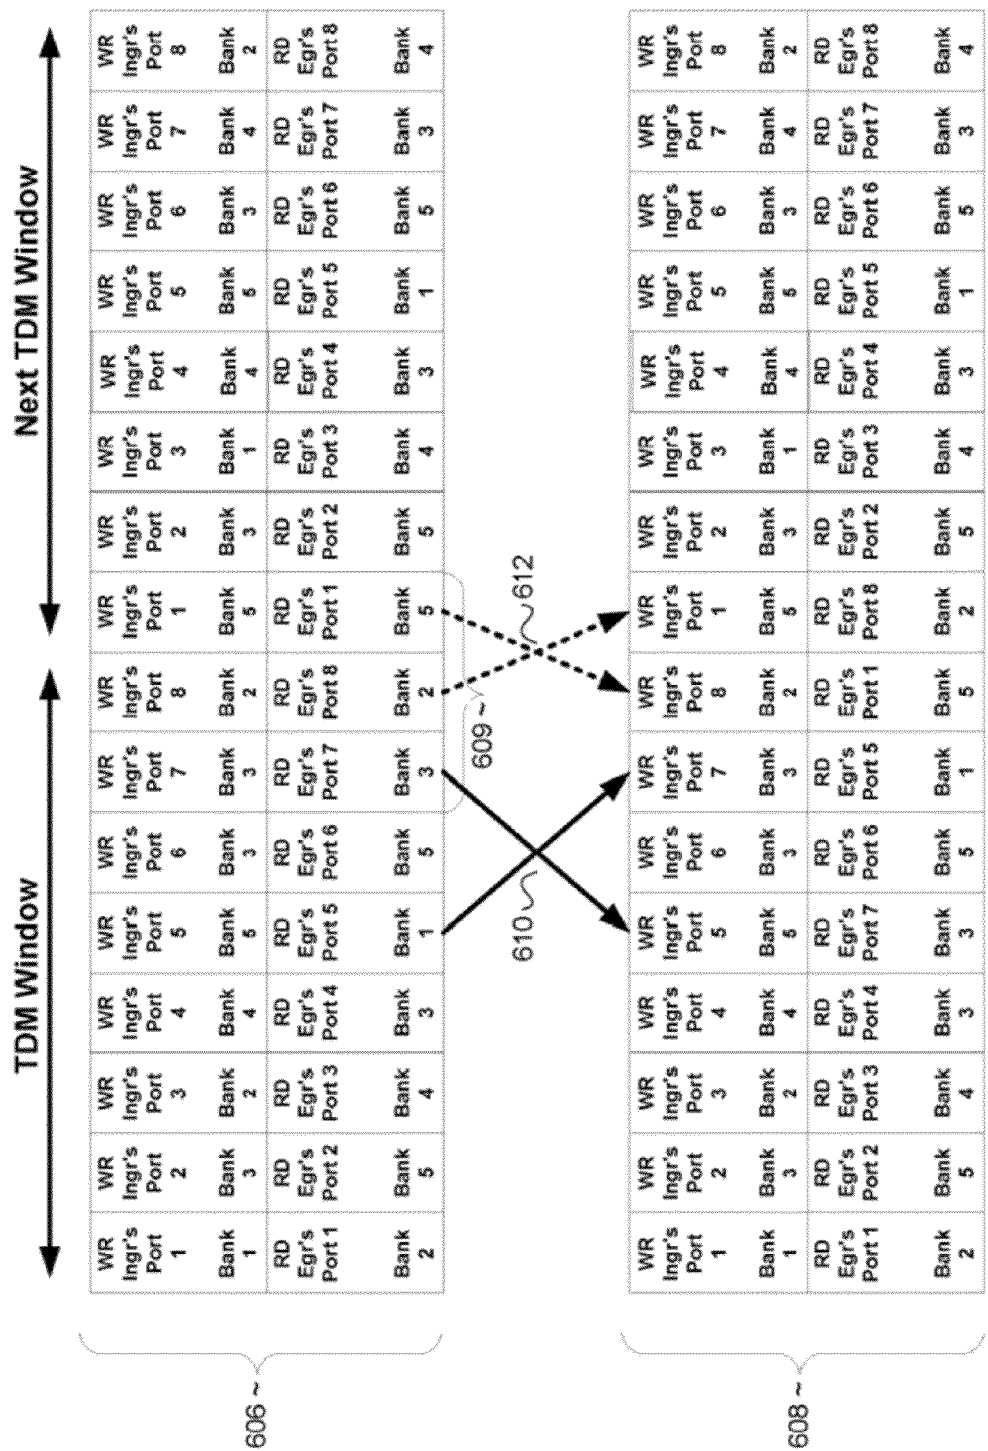 TDM Window Next TDM Window
606 ~
WR WR WR WR WR WR WR WR WR WR WR WR WR WR WR WR
Ingr's Ingr's Ingr's Ingr's Ingr's Ingr's Ingr's Ingr's Ingr's Ingr's Ingr's Ingr's Ingr's Ingr's Ingr's Ingr's
Port Port Port Port Port Port Port Port Port Port Port Port Port Port Port Port
1 2 3 4 5 6 7 8 1 2 3 4 5 6 7 8
Bank Bank Bank Bank Bank Bank Bank Bank Bank Bank Bank Bank Bank Bank Bank Bank
1 3 2 4 5 3 3 2 5 3 1 4 5 3 4 2
RD RD RD RD RD RD RD RD RD RD RD RD RD RD RD RD
Egr's Egr's Egr's Egr's Egr's Egr's Egr's Egr's Egr's Egr's Egr's Egr's Egr's Egr's Egr's Egr's
Port 1 Port 2 Port 3 Port 4 Port 5 Port 6 Port 7 Port 8 Port 1 Port 2 Port 3 Port 4 Port 5 Port 6 Port 7 Port 8
Bank Bank Bank Bank Bank Bank Bank Bank Bank Bank Bank Bank Bank Bank Bank Bank
2 5 4 3 1 5 3 2 5 5 4 3 1 5 3 4
609 ~
610 612
608 ~
WR WR WR WR WR WR WR WR WR WR WR WR WR WR WR WR
Ingr's Ingr's Ingr's Ingr's Ingr's Ingr's Ingr's Ingr's Ingr's Ingr's Ingr's Ingr's Ingr's Ingr's Ingr's Ingr's
Port Port Port Port Port Port Port Port Port Port Port Port Port Port Port Port
1 2 3 4 5 6 7 8 1 2 3 4 5 6 7 8
Bank Bank Bank Bank Bank Bank Bank Bank Bank Bank Bank Bank Bank Bank Bank Bank
1 3 2 4 5 3 3 2 5 3 1 4 5 3 4 2
RD RD RD RD RD RD RD RD RD RD RD RD RD RD RD RD
Egr's Egr's Egr's Egr's Egr's Egr's Egr's Egr's Egr's Egr's Egr's Egr's Egr's Egr's Egr's Egr's
Port 1 Port 2 Port 3 Port 4 Port 7 Port 6 Port 5 Port 1 Port 8 Port 2 Port 3 Port 4 Port 5 Port 6 Port 7 Port 8
Bank Bank Bank Bank Bank Bank Bank Bank Bank Bank Bank Bank Bank Bank Bank Bank
2 5 4 3 3 5 1 5 2 5 4 3 1 5 3 4